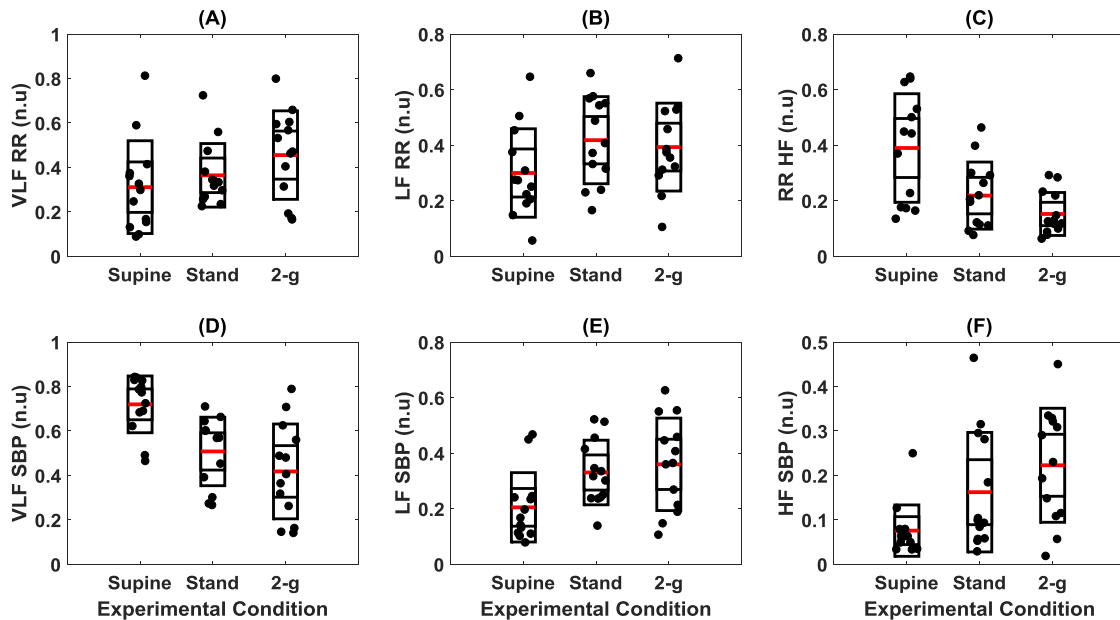 (A)
VLF RR (n.u)
1
0.8
0.6
0.4
0.2
0
Supine Stand 2-g
(B)
LF RR (n.u)
0.8
0.6
0.4
0.2
0
Supine Stand 2-g
(C)
RR HF (n.u)
0.8
0.6
0.4
0.2
0
Supine Stand 2-g
(D)
VLF SBP (n.u)
1
0.8
0.6
0.4
0.2
0
Supine Stand 2-g
Experimental Condition
(E)
LF SBP (n.u)
0.8
0.6
0.4
0.2
0
Supine Stand 2-g
Experimental Condition
(F)
HF SBP (n.u)
0.5
0.4
0.3
0.2
0.1
0
Supine Stand 2-g
Experimental Condition